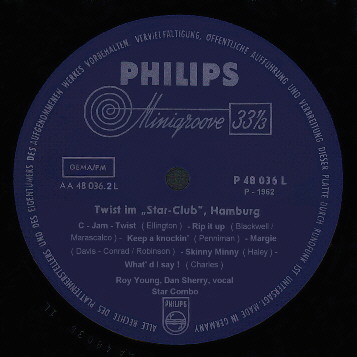 ALLE RECHTE DES PLATTENHERSTELLERS UND DES EIGENTÜMERS DES AUFGENOMMENEN WERKES VORBEHALTEN. VERVIELFÄLTIGUNG, ÖFFENTLICHE AUFFÜHRUNG UND VERBREITUNG DIESER PLATTE DURCH RUNDFUNK IST UNTERSAGT. MADE IN GERMANY
PHILIPS
Minigroove 33⅓
GEMA/FM
AA 48 036.2 L
P 48 036 L
P - 1962
Twist im „Star-Club", Hamburg
C - Jam - Twist ( Ellington ) - Rip it up ( Blackwell /
Marascalco ) - Keep a knockin' ( Penniman ) - Margie
( Davis - Conrad / Robinson ) - Skinny Minny ( Haley ) -
What' d I say ! ( Charles )
Roy Young, Dan Sherry, vocal
Star Combo
PHILIPS